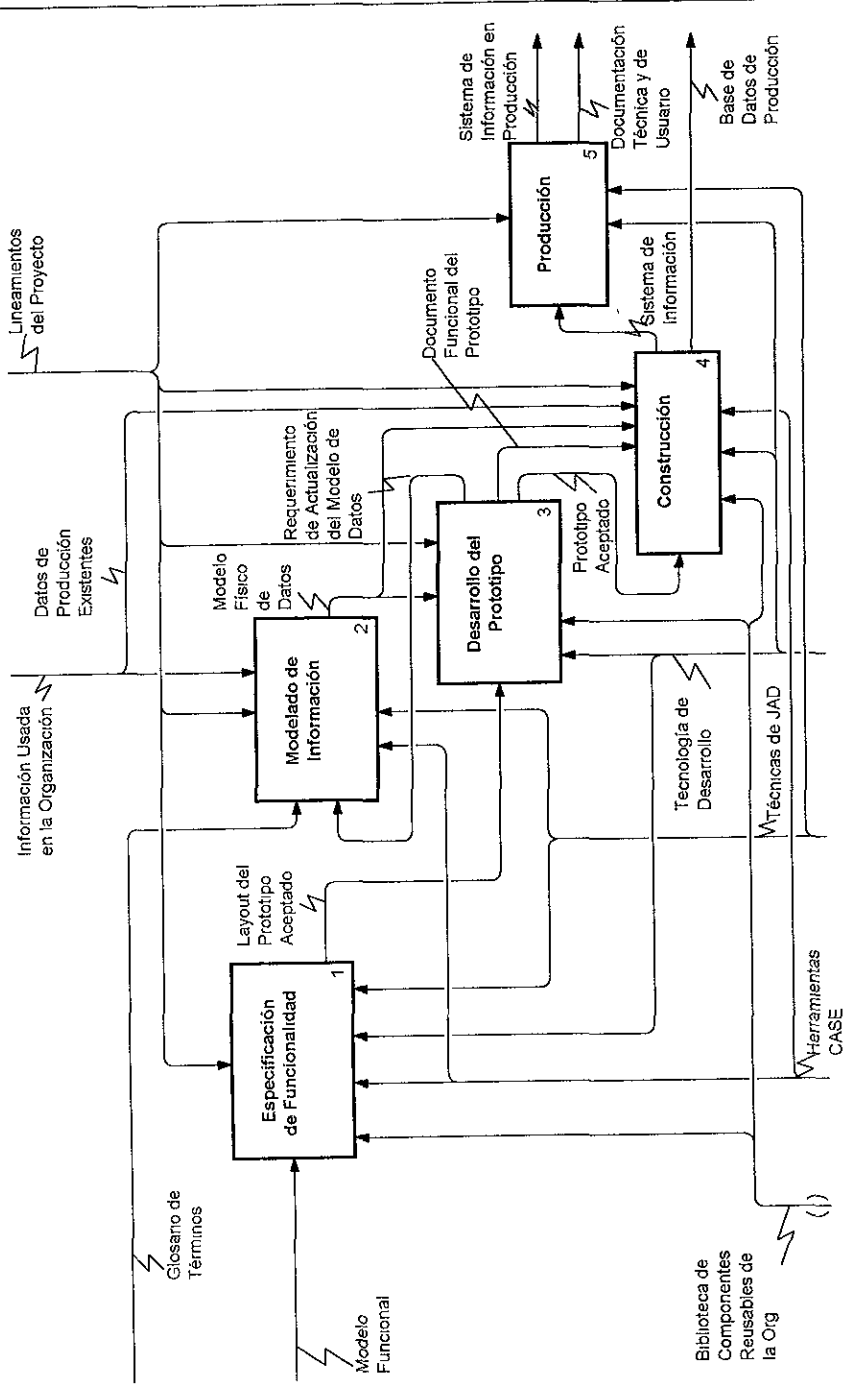 Lineamientos
del Proyecto
Información Usada
en la Organización
Datos de
Producción
Existentes
Glosario de
Términos
Modelo
Funcional
Especificación
de Funcionalidad
1
Layout del
Prototipo
Aceptado
Modelado de
Información
2
Modelo
Físico
de
Datos
Requerimiento
de Actualización
del Modelo de
Datos
Desarrollo del
Prototipo
3
Documento
Funcional del
Prototipo
Prototipo
Aceptado
Construcción
4
Sistema de
Información
Producción
5
Sistema de
Información en
Producción
Documentación
Técnica y de
Usuario
Base de
Datos de
Producción
Tecnología de
Desarrollo
Técnicas de JAD
Herramientas
CASE
Biblioteca de
Componentes
Reusables de
la Org
( )